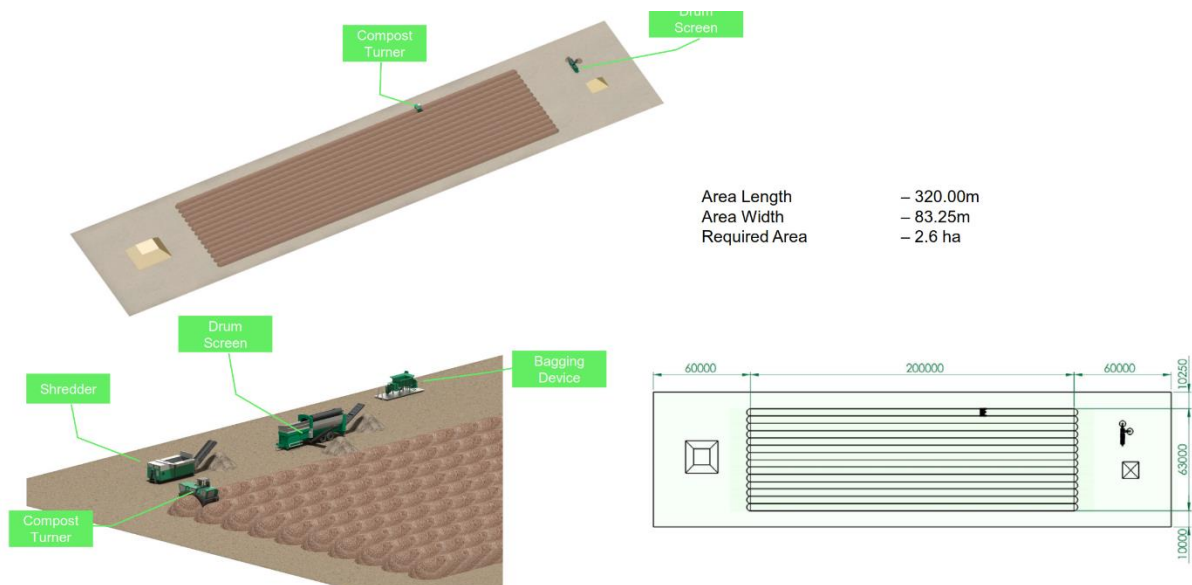 Drum
Screen
Compost
Turner
Area Length – 320.00m
Area Width – 83.25m
Required Area – 2.6 ha
Drum
Screen
Bagging
Device
Shredder
Compost
Turner
60000
200000
60000
10250
63000
10000